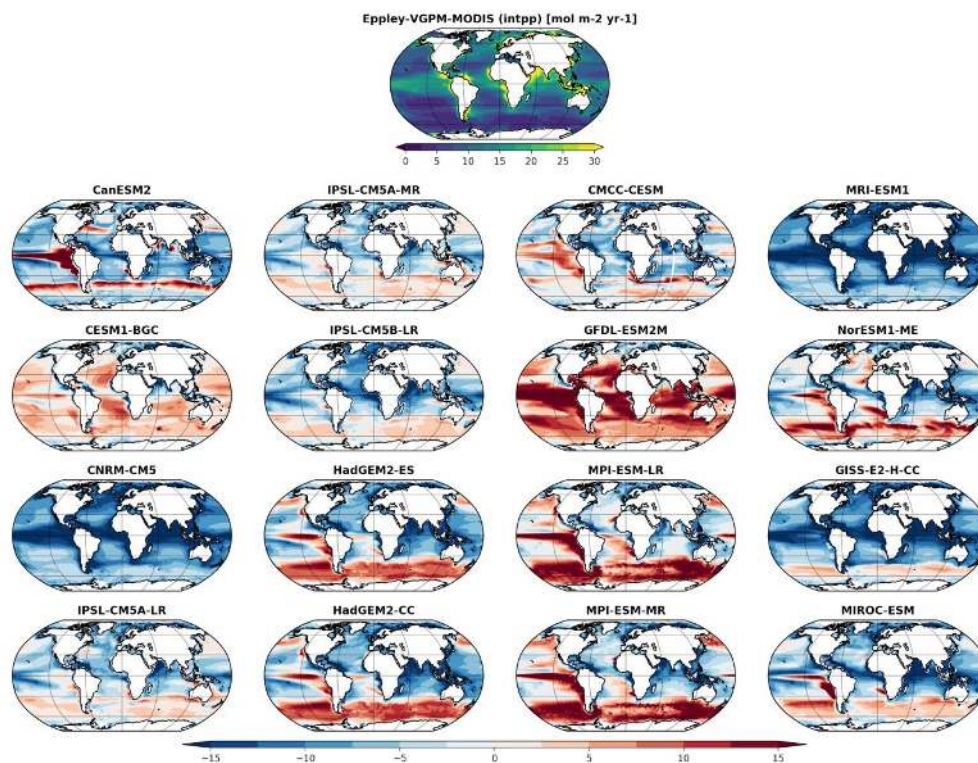 Eppley-VGPM-MODIS (intpp) [mol m-2 yr-1]
0 5 10 15 20 25 30
CanESM2 IPSL-CM5A-MR CMCC-CESM MRI-ESM1
CESM1-BGC IPSL-CM5B-LR GFDL-ESM2M NorESM1-ME
CNRM-CM5 HadGEM2-ES MPI-ESM-LR GISS-E2-H-CC
IPSL-CM5A-LR HadGEM2-CC MPI-ESM-MR MIROC-ESM
−15 −10 −5 0 5 10 15